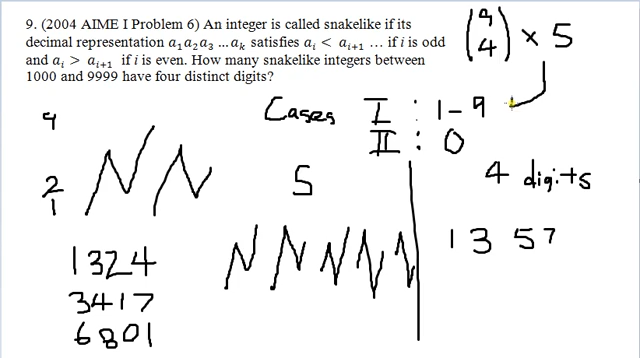 9. (2004 AIME I Problem 6) An integer is called snakelike if its
decimal representation a₁a₂a₃ ... aₖ satisfies aᵢ < aᵢ₊₁ ... if i is odd
and aᵢ > aᵢ₊₁ if i is even. How many snakelike integers between
1000 and 9999 have four distinct digits?
(9 4) × 5
Cases I : 1-9
II : 0
4 digits
4
2
1
5
1 3 5 7
1324
3417
6801